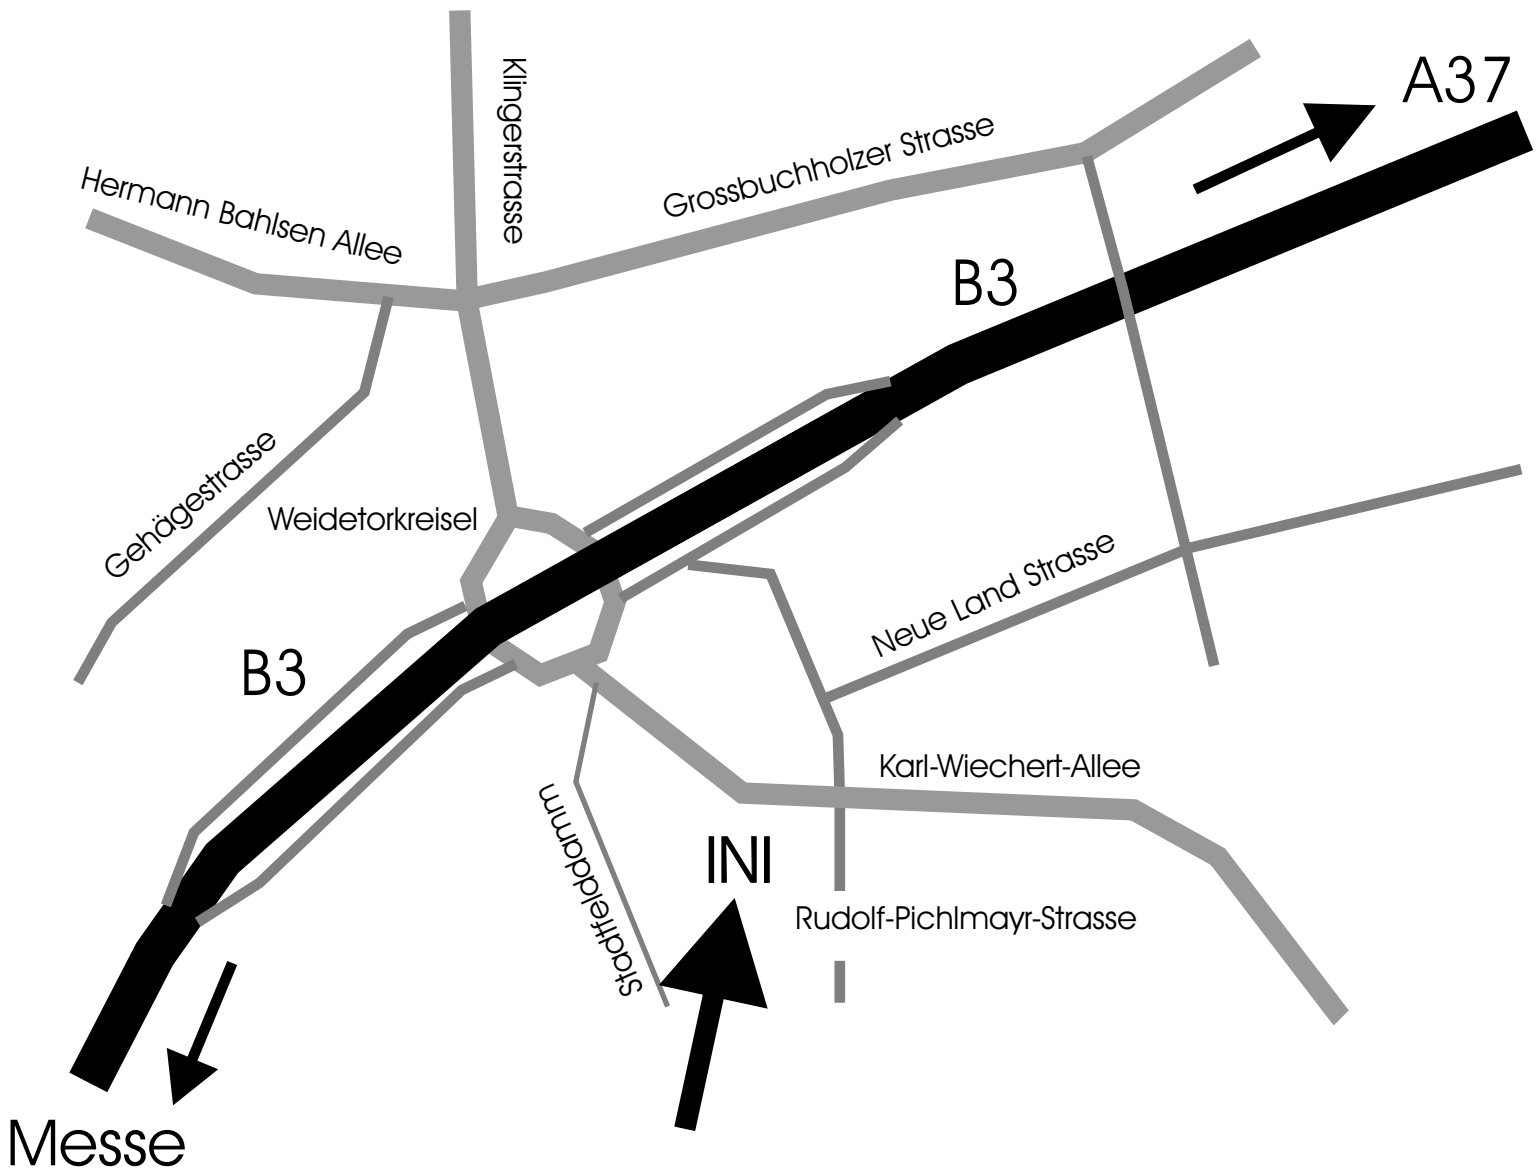 A37
Klingerstrasse
Grossbuchholzer Strasse
Hermann Bahlsen Allee
B3
Gehägestrasse
Weidetorkreisel
Neue Land Strasse
B3
Karl-Wiechert-Allee
Stadtfelddamm
INI
Rudolf-Pichlmayr-Strasse
Messe